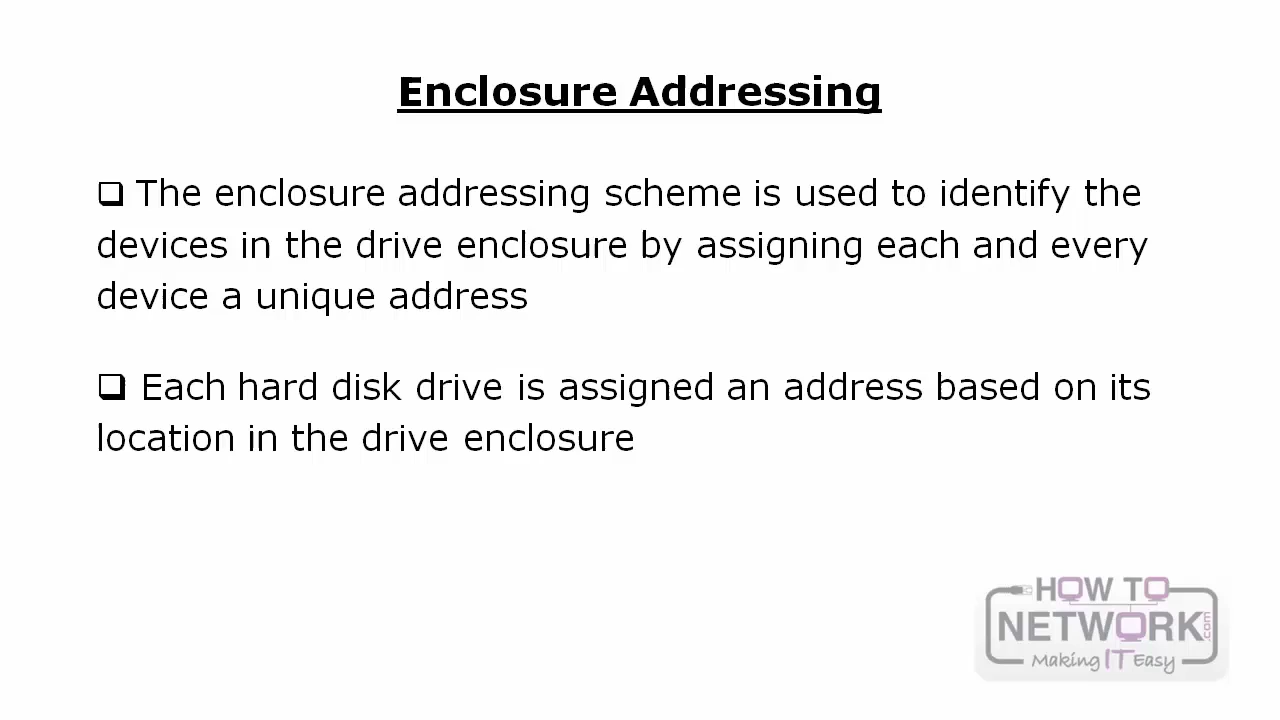 Enclosure Addressing
❑ The enclosure addressing scheme is used to identify the
devices in the drive enclosure by assigning each and every
device a unique address
❑ Each hard disk drive is assigned an address based on its
location in the drive enclosure
HOW TO
NETWORK.com
Making IT Easy